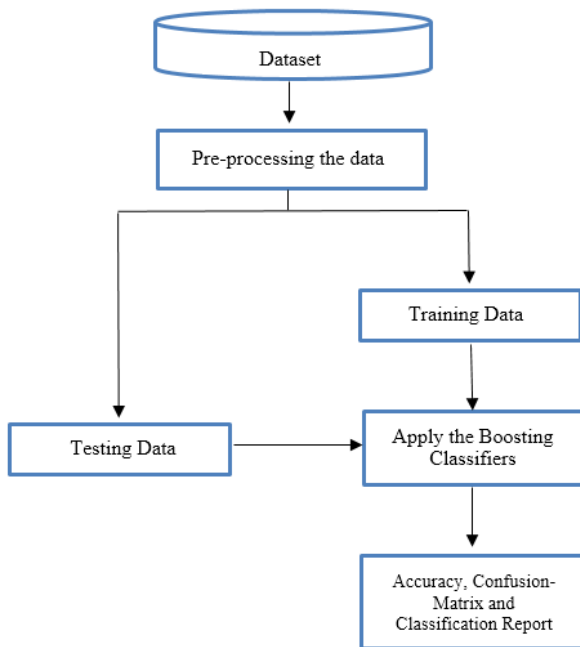 Dataset
Pre-processing the data
Training Data
Testing Data
Apply the Boosting
Classifiers
Accuracy, Confusion-
Matrix and
Classification Report